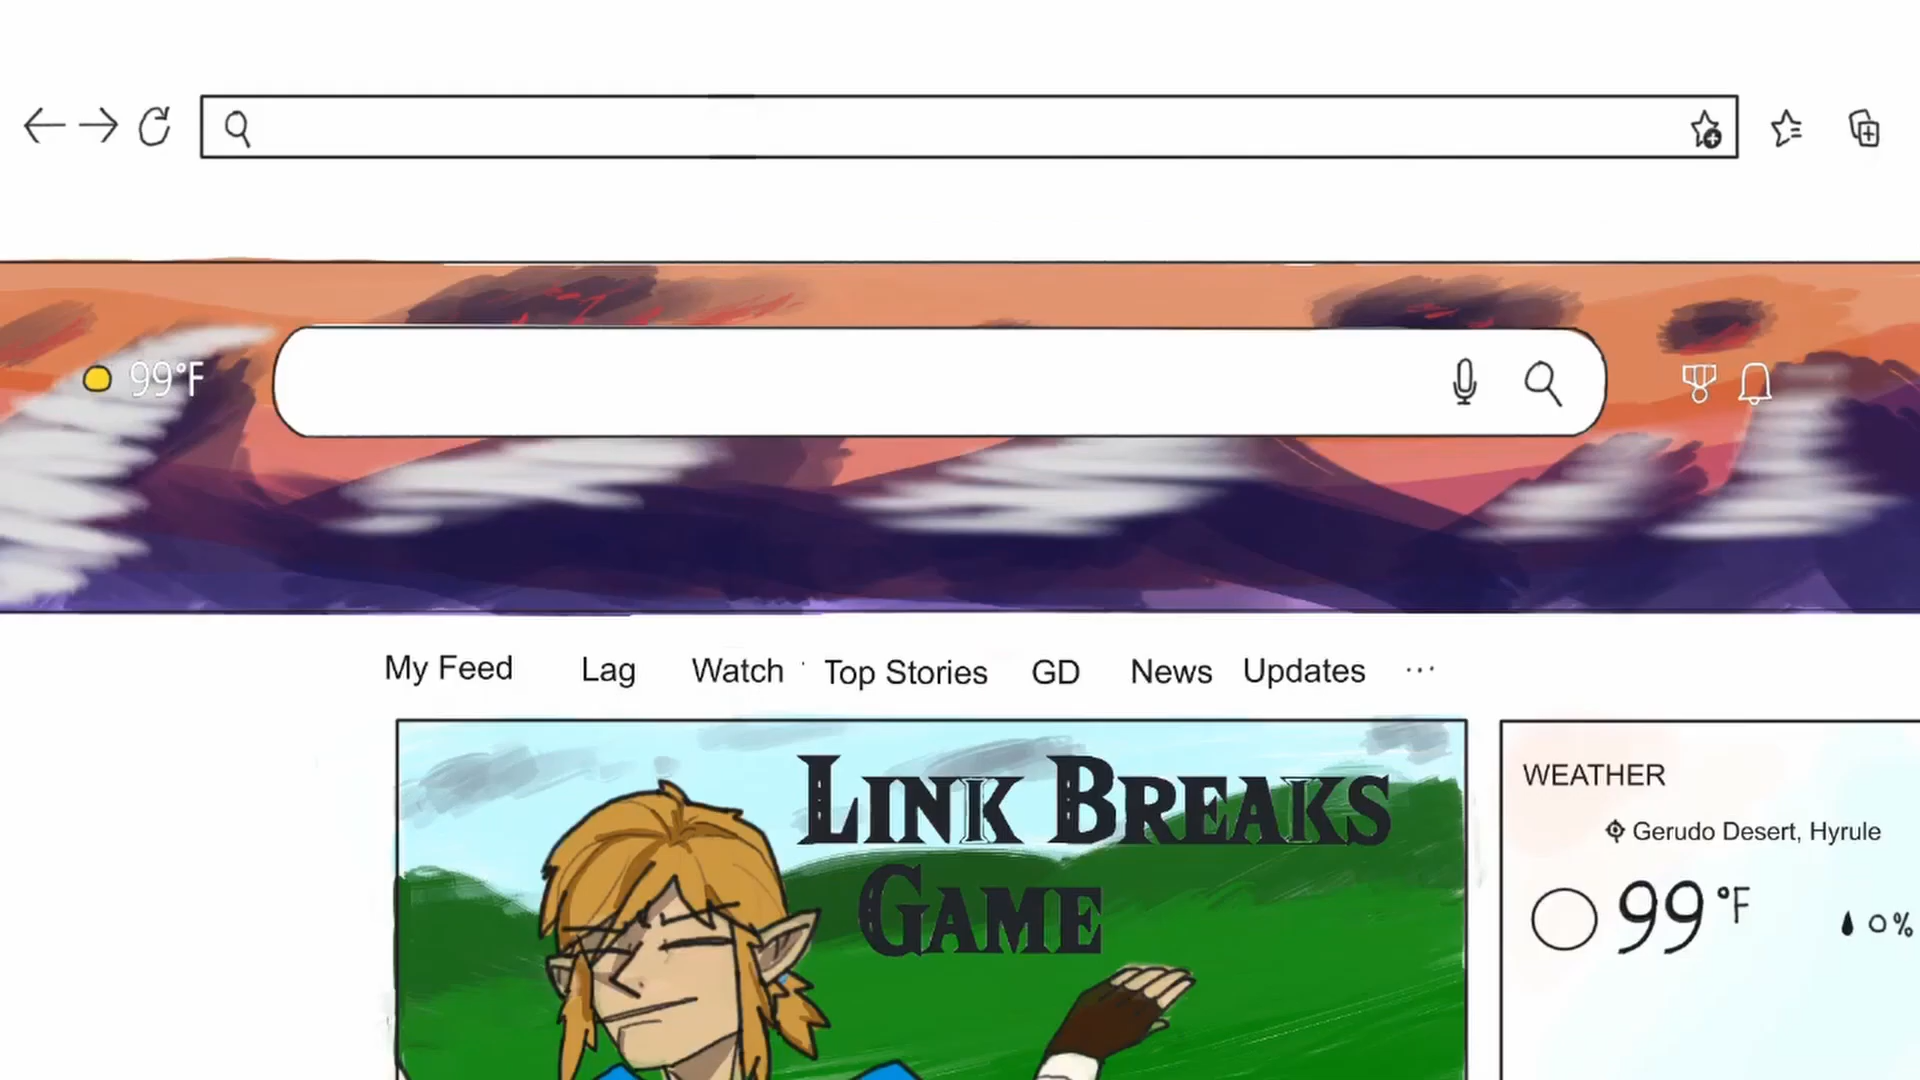 99°F
My Feed Lag Watch Top Stories GD News Updates ...
LINK BREAKS
GAME
WEATHER
Gerudo Desert, Hyrule
99 °F 0%